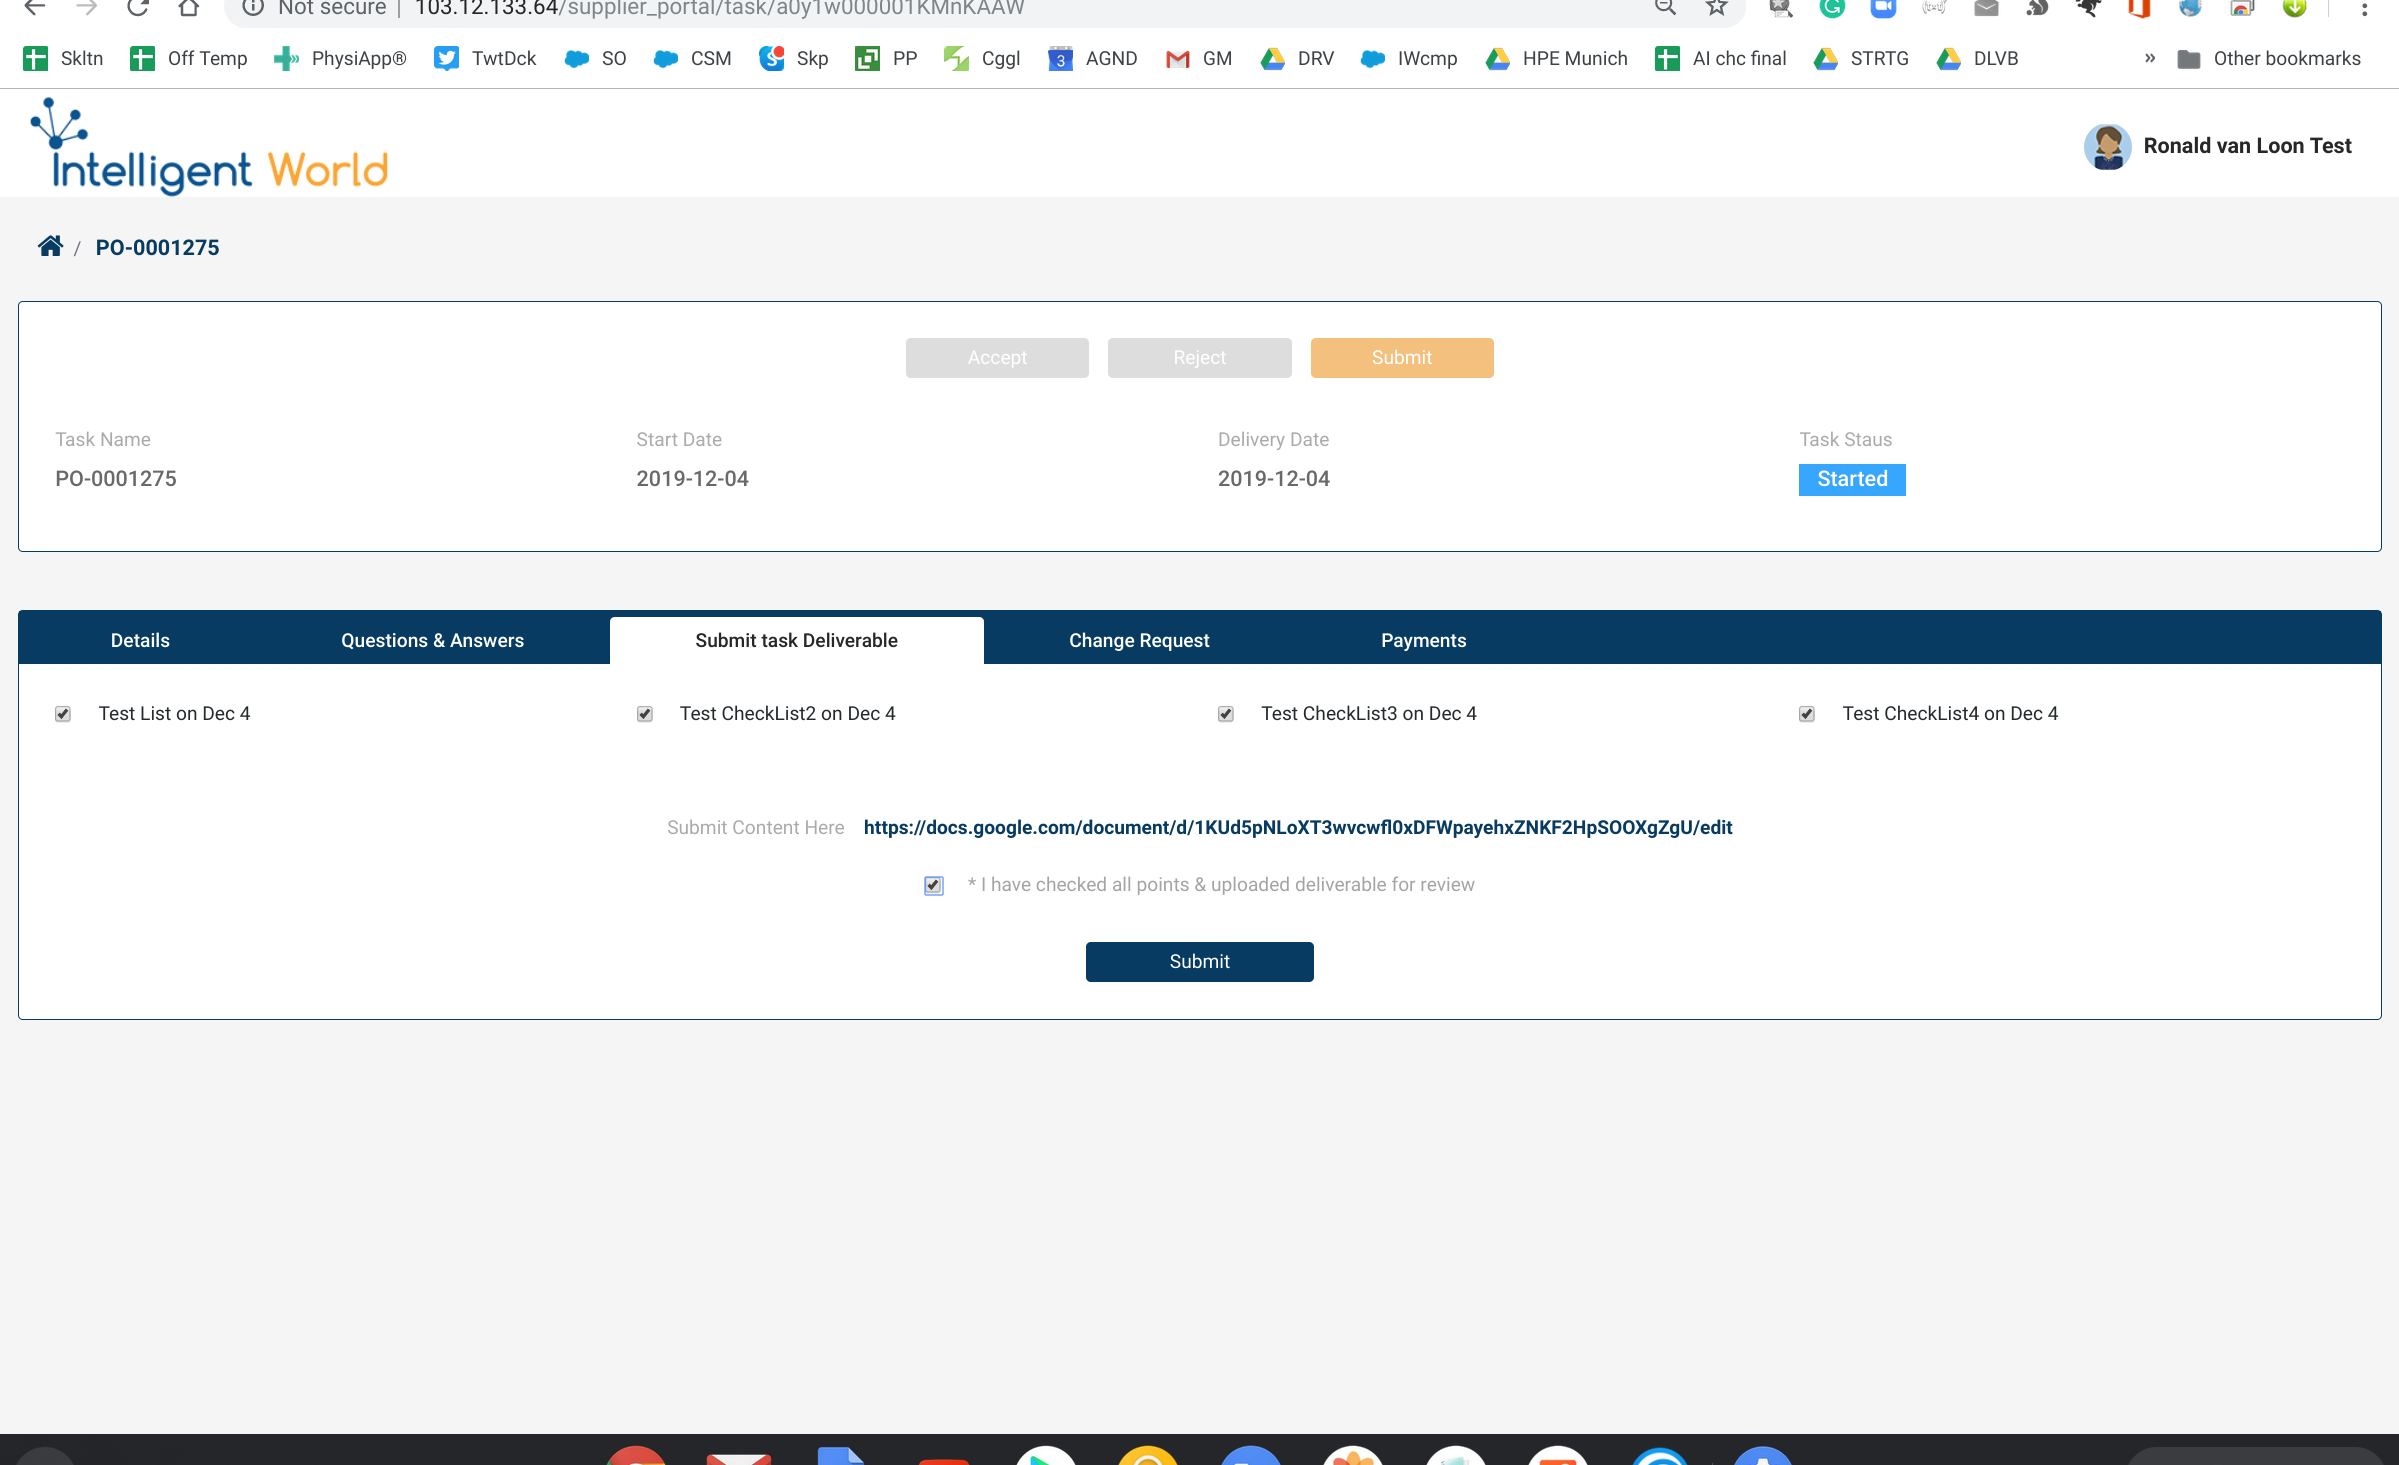 Not secure | 103.12.133.64/supplier_portal/task/a0y1w000001KMnKAAW
Skltn Off Temp PhysiApp® TwtDck SO CSM Skp PP Cggl 3 AGND GM DRV IWcmp HPE Munich AI chc final STRTG DLVB » Other bookmarks
Intelligent World
Ronald van Loon Test
/ PO-0001275
Accept Reject Submit
Task Name Start Date Delivery Date Task Staus
PO-0001275 2019-12-04 2019-12-04 Started
Details Questions & Answers Submit task Deliverable Change Request Payments
Test List on Dec 4 Test CheckList2 on Dec 4 Test CheckList3 on Dec 4 Test CheckList4 on Dec 4
Submit Content Here https://docs.google.com/document/d/1KUd5pNLoXT3wvcwfl0xDFWpayehxZNKF2HpSOOXgZgU/edit
* I have checked all points & uploaded deliverable for review
Submit